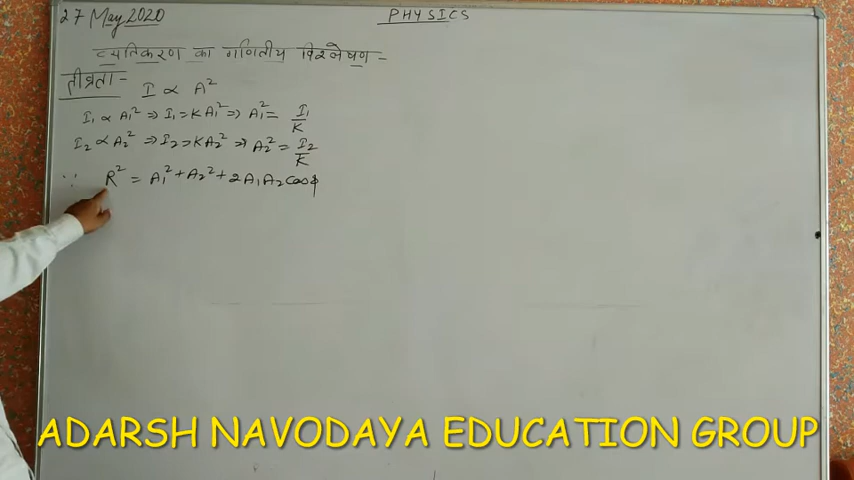 27 May 2020
PHYSICS
व्यतिकरण का गणितीय विश्लेषण -
तीव्रता -
I ∝ A²
I₁ ∝ A₁² ⇒ I₁ = KA₁² ⇒ A₁² = I₁/K
I₂ ∝ A₂² ⇒ I₂ = KA₂² ⇒ A₂² = I₂/K
∵ R² = A₁² + A₂² + 2A₁A₂cosφ
ADARSH NAVODAYA EDUCATION GROUP